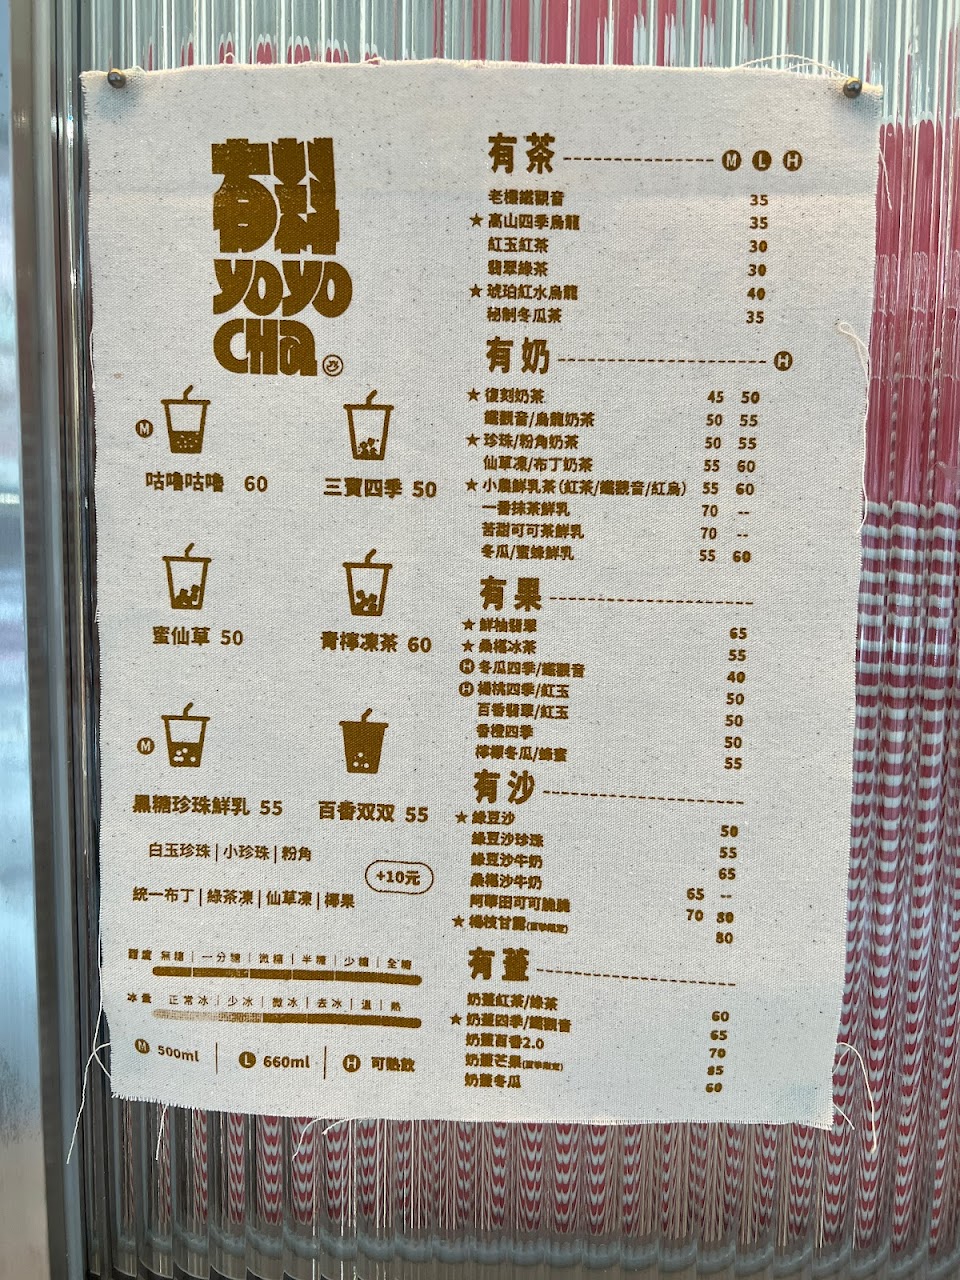 有料
yoyo
CHa
M
咕嚕咕嚕 60
三寶四季 50
蜜仙草 50
青檸凍茶 60
M
黑糖珍珠鮮乳 55
百香双双 55
白玉珍珠 | 小珍珠 | 粉角
+10元
統一布丁 | 綠茶凍 | 仙草凍 | 椰果
甜度 無糖 | 一分糖 | 微糖 | 半糖 | 少糖 | 全糖
冰量 正常冰 | 少冰 | 微冰 | 去冰 | 溫 | 熱
M 500ml | L 660ml | H 可熱飲
有茶 M L H
老欉鐵觀音 35
★ 高山四季烏龍 35
紅玉紅茶 30
翡翠綠茶 30
★ 琥珀紅水烏龍 40
秘制冬瓜茶 35
有奶 H
★ 復刻奶茶 45 50
鐵觀音/烏龍奶茶 50 55
★ 珍珠/粉角奶茶 50 55
仙草凍/布丁奶茶 55 60
★ 小農鮮乳茶(紅茶/鐵觀音/紅烏) 55 60
一番抹茶鮮乳 70 --
苦甜可可茶鮮乳 70 --
冬瓜/蜜蜂鮮乳 55 60
有果
★ 鮮柚翡翠 65
★ 桑椹冰茶 55
H 冬瓜四季/鐵觀音 40
H 楊桃四季/紅玉 50
百香翡翠/紅玉 50
香橙四季 50
檸檬冬瓜/蜂蜜 55
有沙
★ 綠豆沙 50
綠豆沙珍珠 55
綠豆沙牛奶 65
桑椹沙牛奶 65 --
阿華田可可脆脆 70 80
★ 楊枝甘露(夏季限定) 80
有蓋
奶蓋紅茶/綠茶 60
★ 奶蓋四季/鐵觀音 65
奶蓋百香2.0 70
奶蓋芒果(夏季限定) 85
奶蓋冬瓜 60